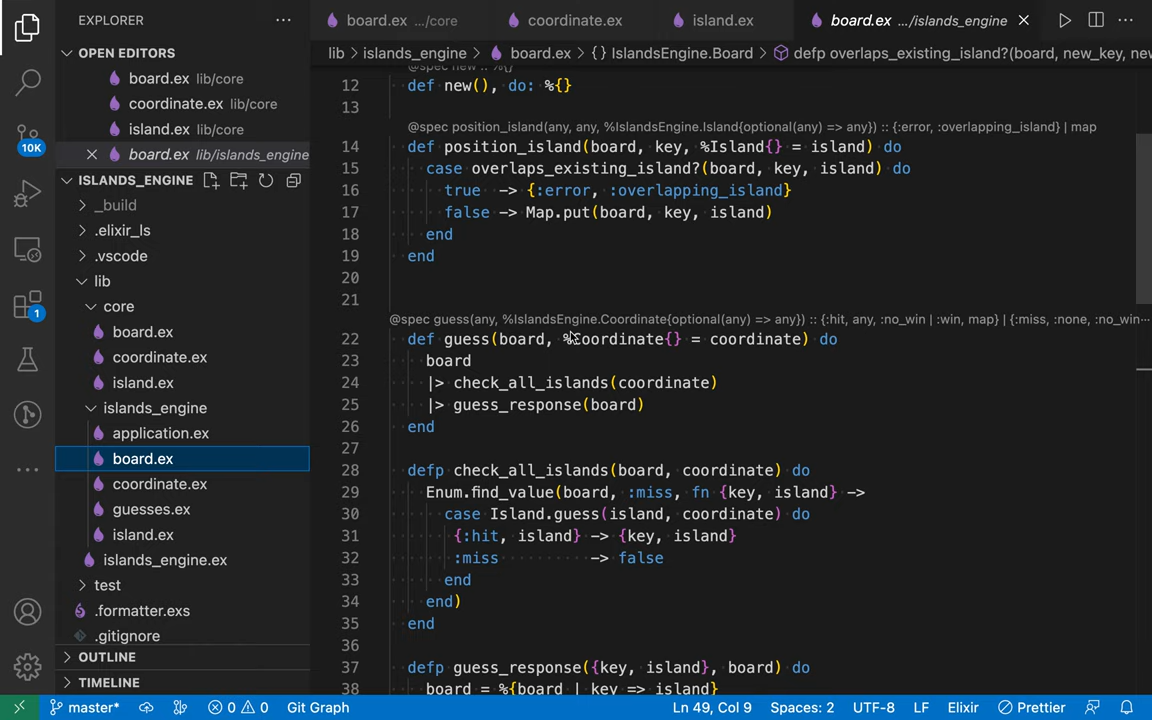 EXPLORER
OPEN EDITORS
board.ex lib/core
coordinate.ex lib/core
island.ex lib/core
board.ex lib/islands_engine
ISLANDS_ENGINE
_build
.elixir_ls
.vscode
lib
core
board.ex
coordinate.ex
island.ex
islands_engine
application.ex
board.ex
coordinate.ex
guesses.ex
island.ex
islands_engine.ex
test
.formatter.exs
.gitignore
OUTLINE
TIMELINE
10K
1
board.ex .../core
coordinate.ex
island.ex
board.ex .../islands_engine
lib > islands_engine > board.ex > {} IslandsEngine.Board > defp overlaps_existing_island?(board, new_key, new
@spec new :: %{}
12 def new(), do: %{}
13
@spec position_island(any, any, %IslandsEngine.Island{optional(any) => any}) :: {:error, :overlapping_island} | map
14 def position_island(board, key, %Island{} = island) do
15 case overlaps_existing_island?(board, key, island) do
16 true -> {:error, :overlapping_island}
17 false -> Map.put(board, key, island)
18 end
19 end
20
21
@spec guess(any, %IslandsEngine.Coordinate{optional(any) => any}) :: {:hit, any, :no_win | :win, map} | {:miss, :none, :no_win...
22 def guess(board, %Coordinate{} = coordinate) do
23 board
24 |> check_all_islands(coordinate)
25 |> guess_response(board)
26 end
27
28 defp check_all_islands(board, coordinate) do
29 Enum.find_value(board, :miss, fn {key, island} ->
30 case Island.guess(island, coordinate) do
31 {:hit, island} -> {key, island}
32 :miss -> false
33 end
34 end)
35 end
36
37 defp guess_response({key, island}, board) do
38 board = %{board | key => island}
master*
0 0
Git Graph
Ln 49, Col 9
Spaces: 2
UTF-8
LF
Elixir
Prettier